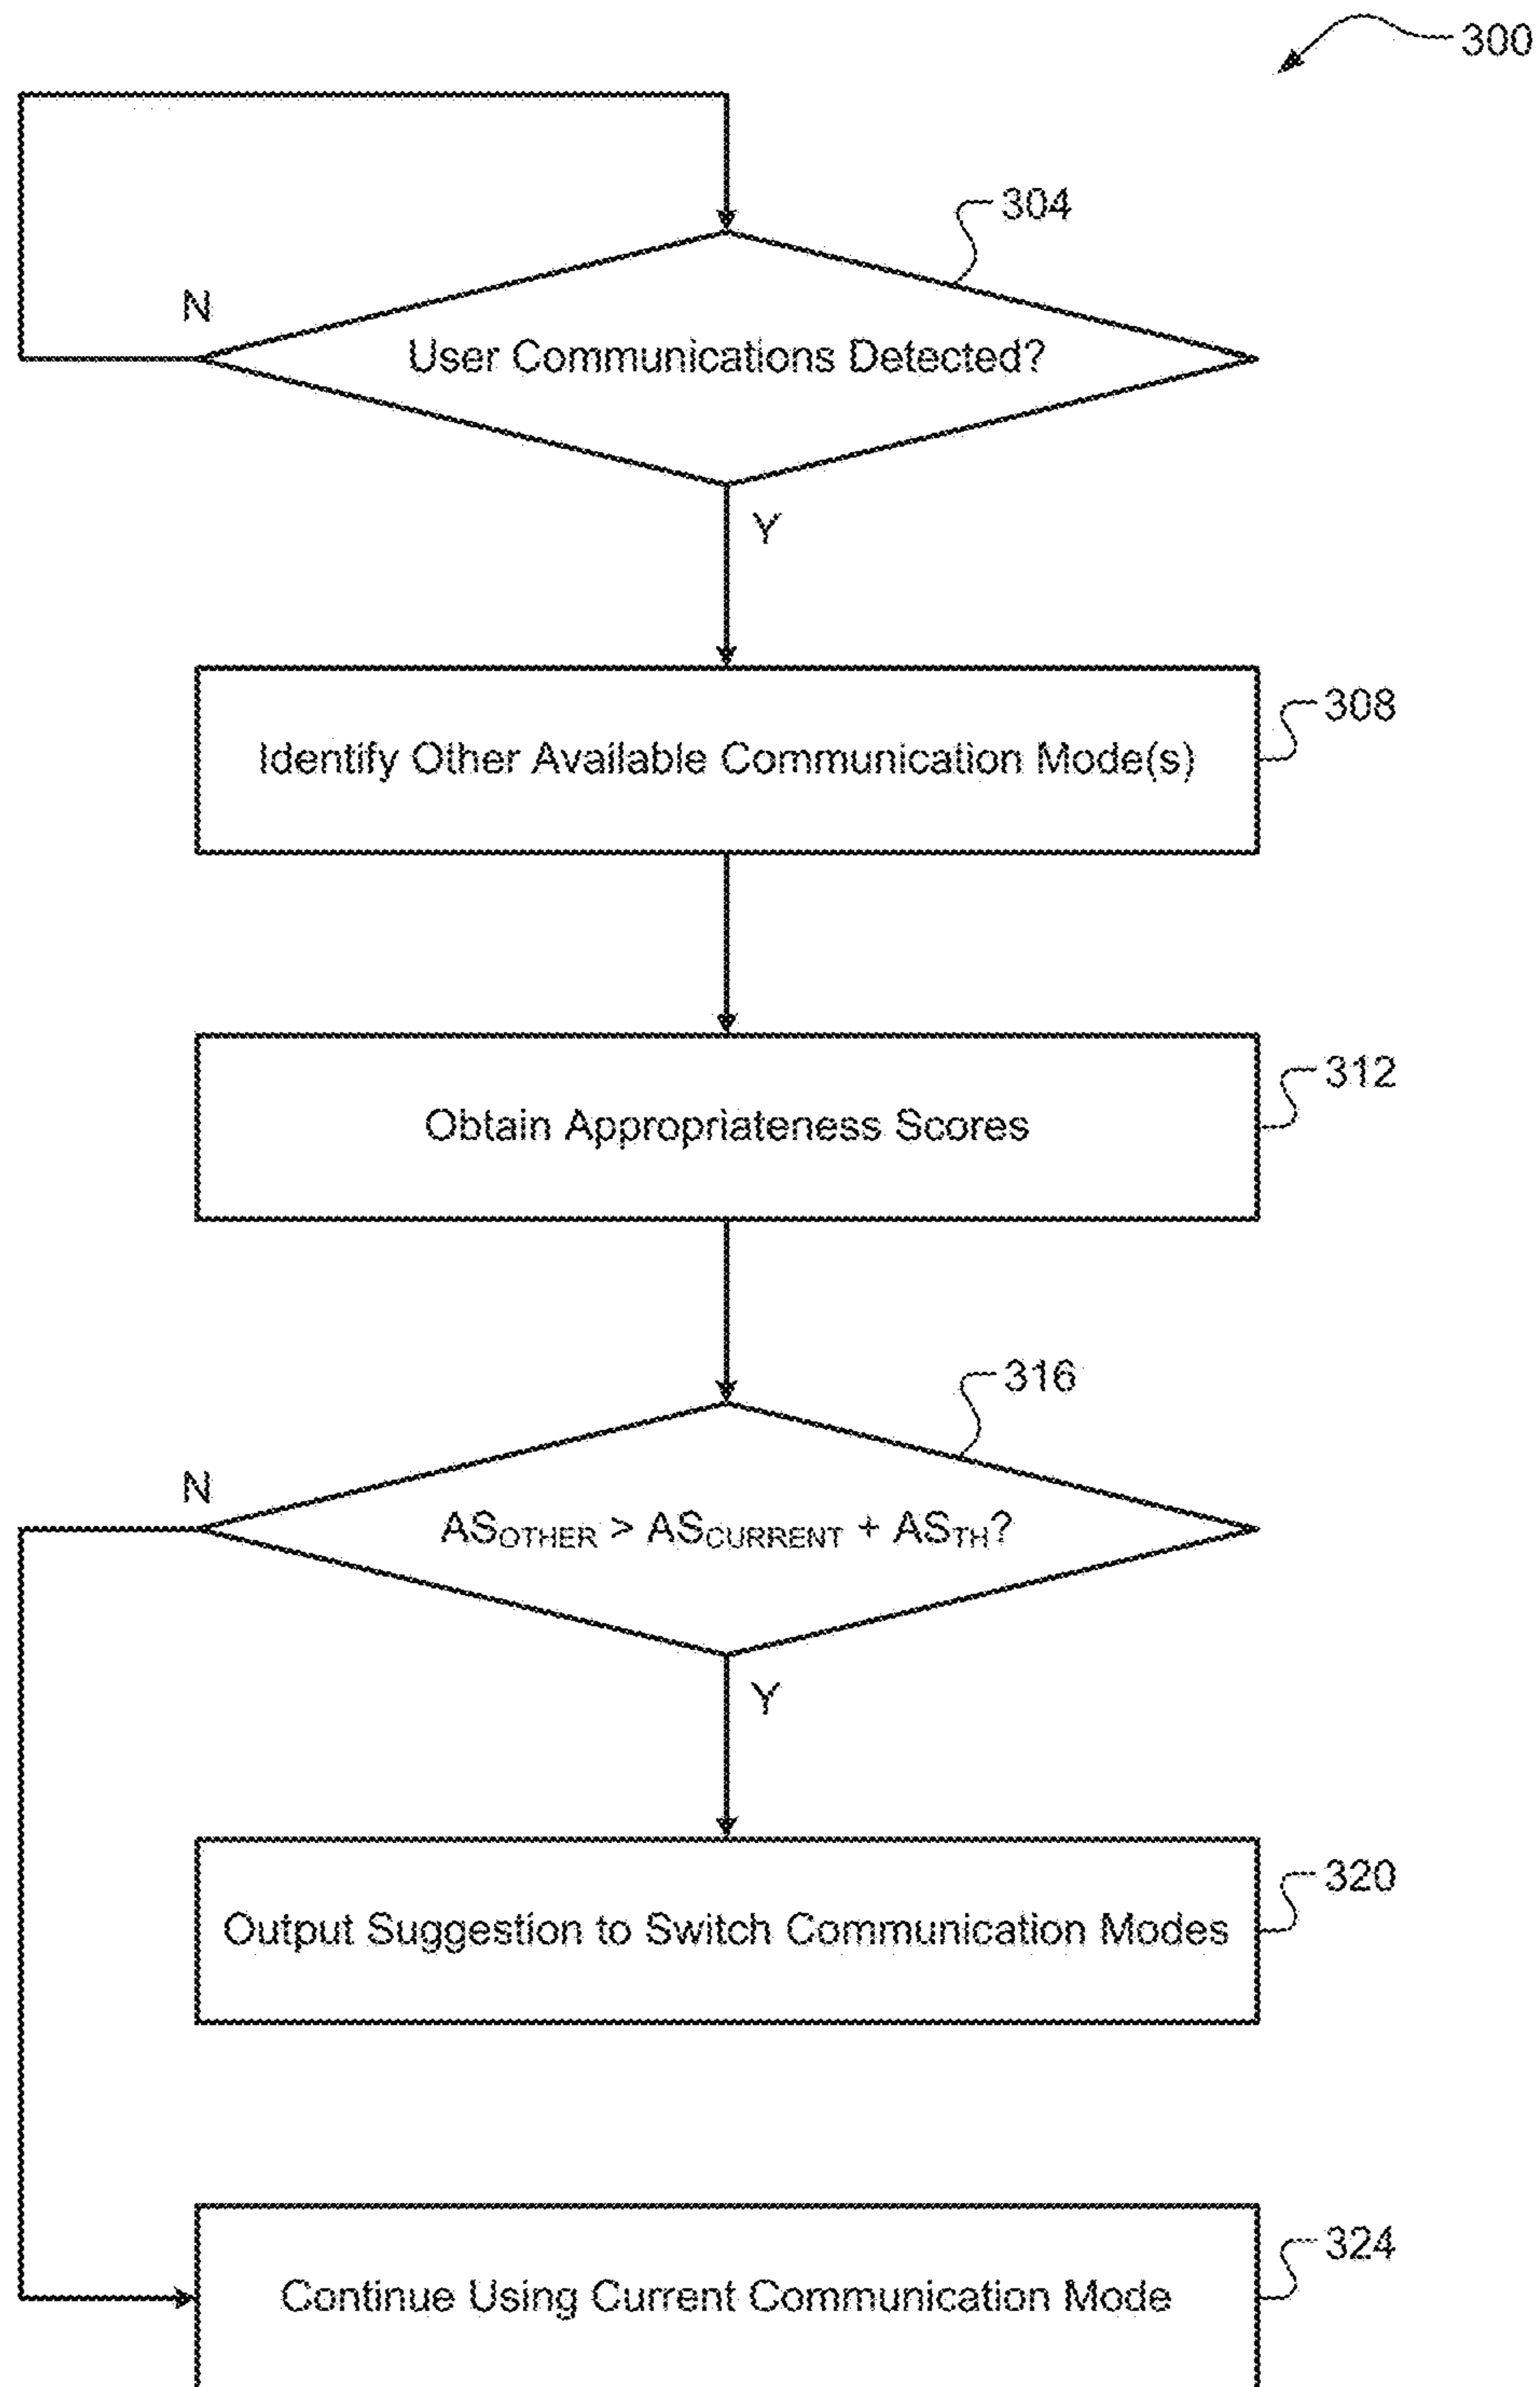 300
304
N
User Communications Detected?
Y
308
Identify Other Available Communication Mode(s)
312
Obtain Appropriateness Scores
316
N
ASOTHER > ASCURRENT + ASTH?
Y
320
Output Suggestion to Switch Communication Modes
324
Continue Using Current Communication Mode